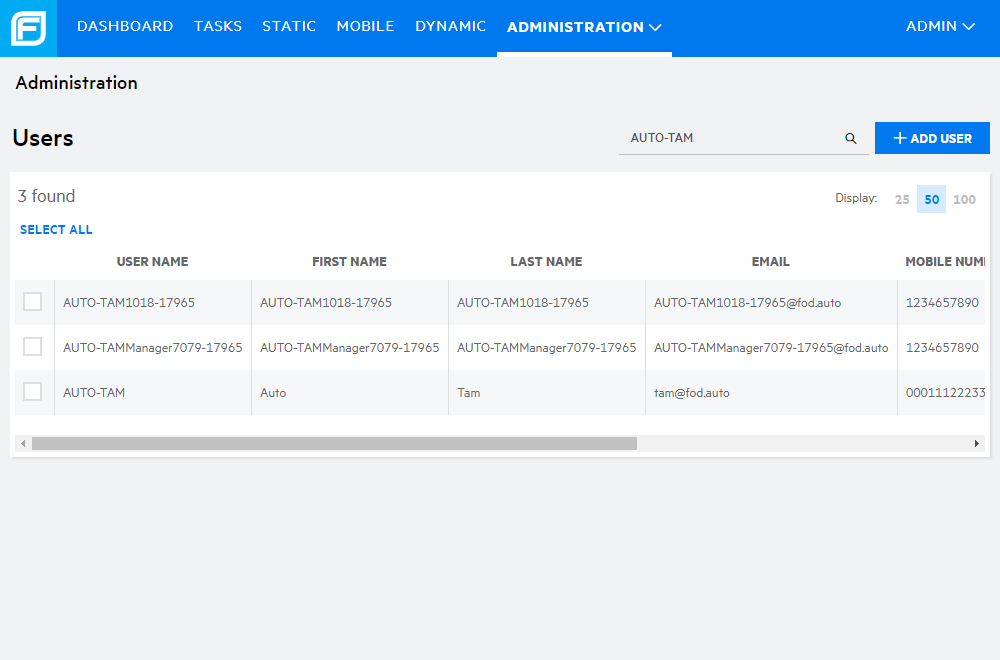 DASHBOARD TASKS STATIC MOBILE DYNAMIC ADMINISTRATION ADMIN
Administration
Users AUTO-TAM + ADD USER
3 found Display: 25 50 100
SELECT ALL
USER NAME FIRST NAME LAST NAME EMAIL MOBILE NUM
AUTO-TAM1018-17965 AUTO-TAM1018-17965 AUTO-TAM1018-17965 AUTO-TAM1018-17965@fod.auto 1234657890
AUTO-TAMManager7079-17965 AUTO-TAMManager7079-17965 AUTO-TAMManager7079-17965 AUTO-TAMManager7079-17965@fod.auto 1234657890
AUTO-TAM Auto Tam tam@fod.auto 00011122233